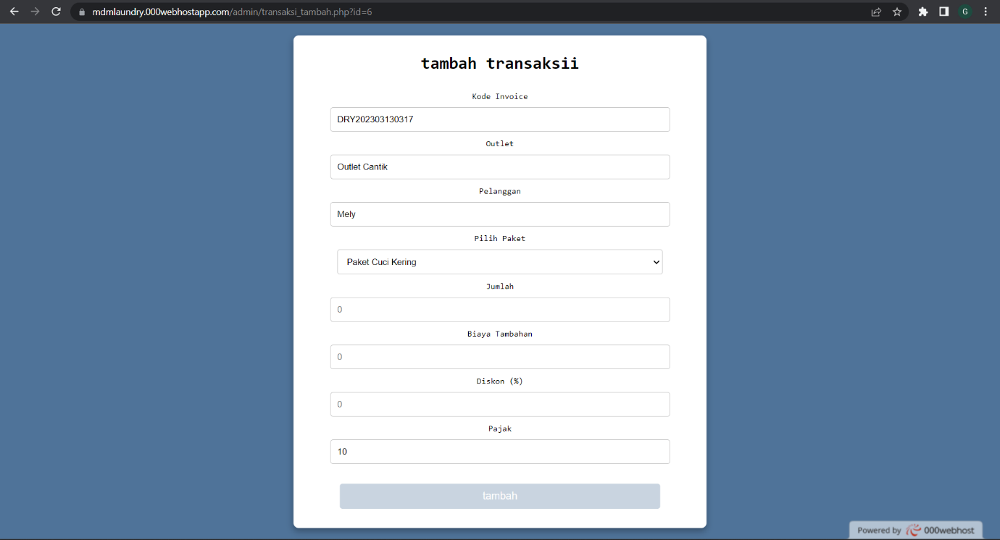 mdmlaundry.000webhostapp.com/admin/transaksi_tambah.php?id=6
G
tambah transaksii
Kode Invoice
DRY202303130317
Outlet
Outlet Cantik
Pelanggan
Mely
Pilih Paket
Paket Cuci Kering
Jumlah
0
Biaya Tambahan
0
Diskon (%)
0
Pajak
10
tambah
Powered by 000webhost